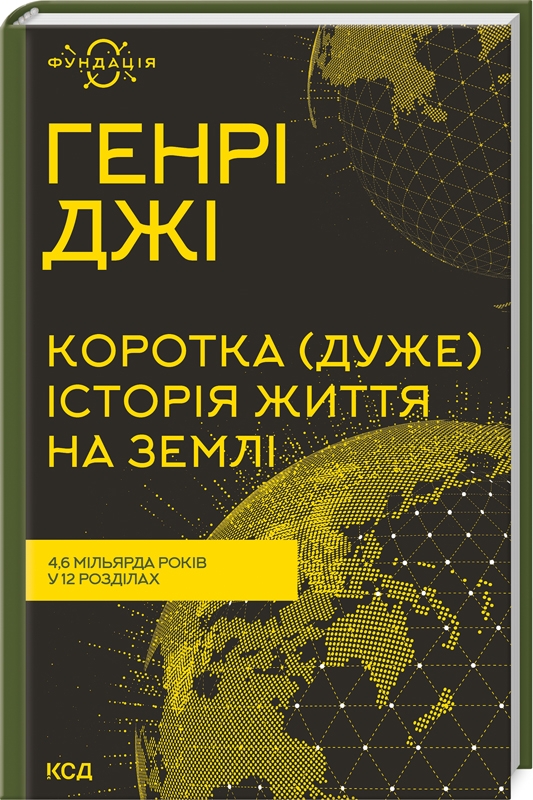 ФУНДАЦІЯ
ГЕНРІ
ДЖІ
КОРОТКА (ДУЖЕ)
ІСТОРІЯ ЖИТТЯ
НА ЗЕМЛІ
4,6 МІЛЬЯРДА РОКІВ
У 12 РОЗДІЛАХ
КСД